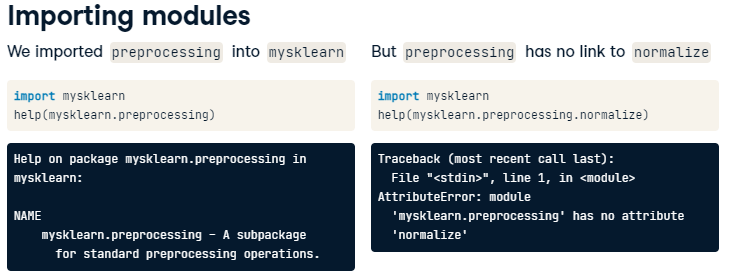 Importing modules
We imported preprocessing into mysklearn
import mysklearn
help(mysklearn.preprocessing)
Help on package mysklearn.preprocessing in
mysklearn:
NAME
mysklearn.preprocessing - A subpackage
for standard preprocessing operations.
But preprocessing has no link to normalize
import mysklearn
help(mysklearn.preprocessing.normalize)
Traceback (most recent call last):
File "<stdin>", line 1, in <module>
AttributeError: module
'mysklearn.preprocessing' has no attribute
'normalize'